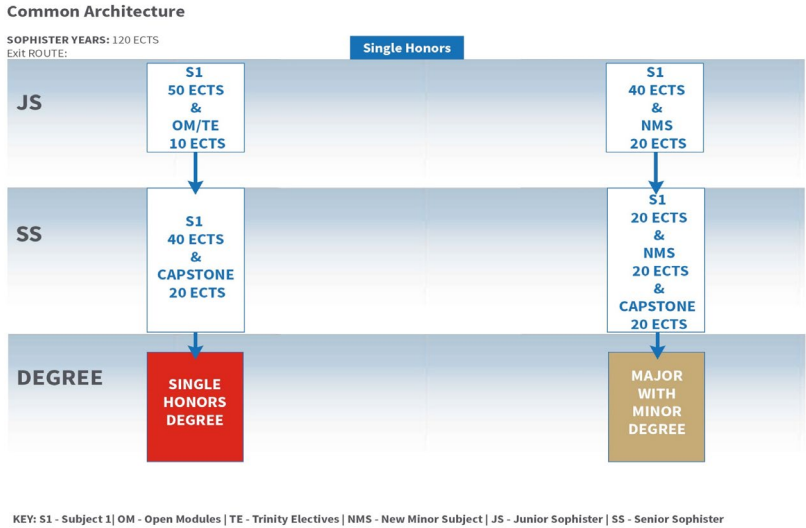 Common Architecture
SOPHISTER YEARS: 120 ECTS
Exit ROUTE:
Single Honors
JS
S1
50 ECTS
&
OM/TE
10 ECTS
S1
40 ECTS
&
NMS
20 ECTS
SS
S1
40 ECTS
&
CAPSTONE
20 ECTS
S1
20 ECTS
&
NMS
20 ECTS
&
CAPSTONE
20 ECTS
DEGREE
SINGLE
HONORS
DEGREE
MAJOR
WITH
MINOR
DEGREE
KEY: S1 - Subject 1| OM - Open Modules | TE - Trinity Electives | NMS - New Minor Subject | JS - Junior Sophister | SS - Senior Sophister